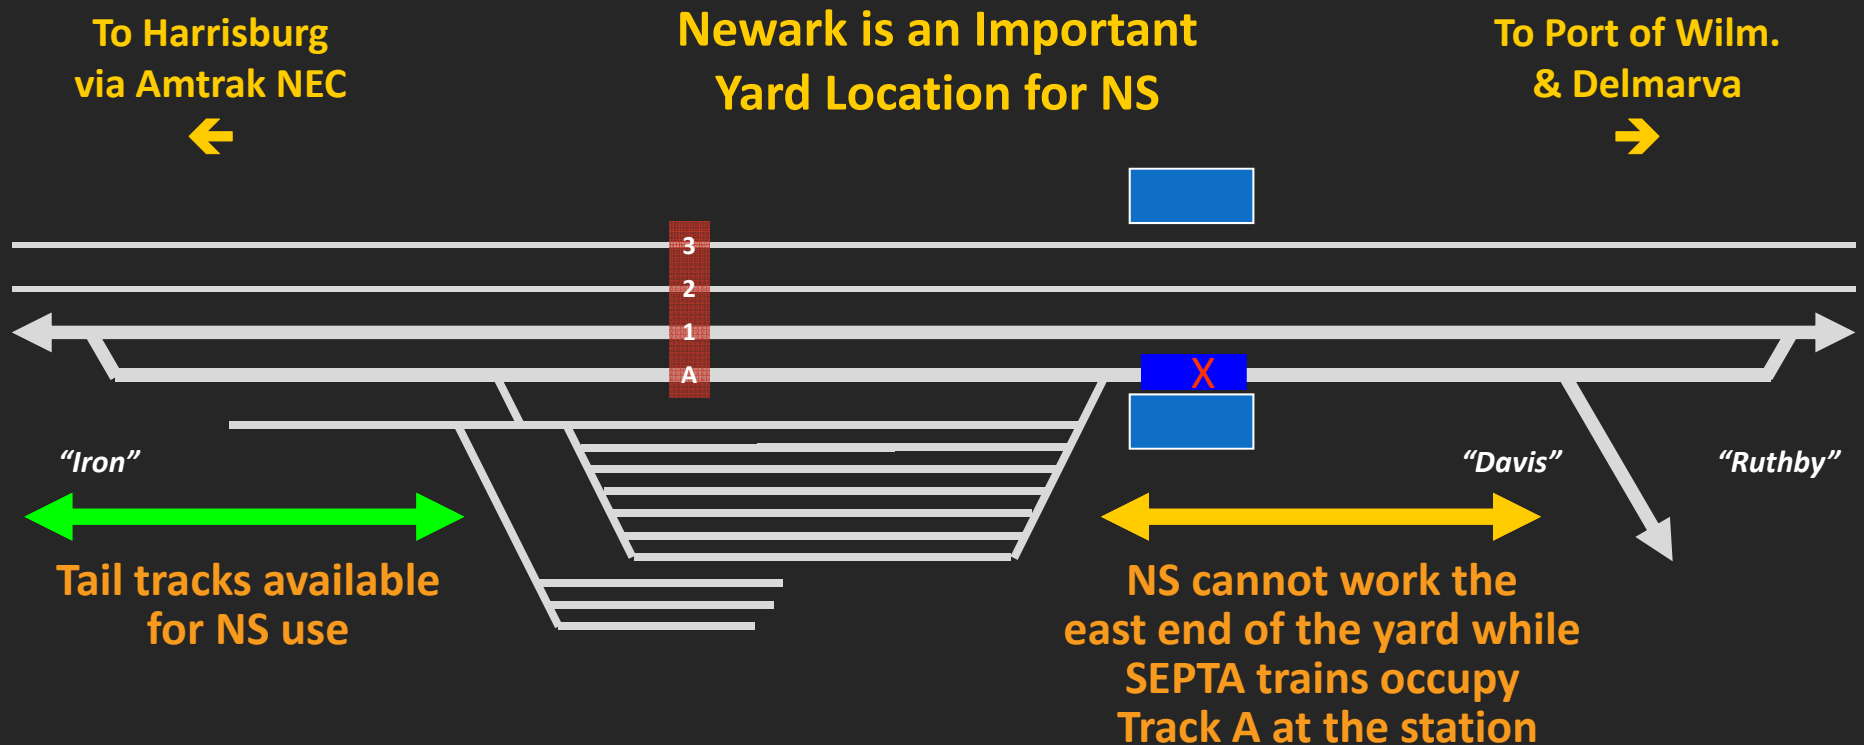 To Harrisburg
via Amtrak NEC
Newark is an Important
Yard Location for NS
To Port of Wilm.
& Delmarva
3
2
1
A
X
“Iron”
“Davis”
“Ruthby”
Tail tracks available
for NS use
NS cannot work the
east end of the yard while
SEPTA trains occupy
Track A at the station